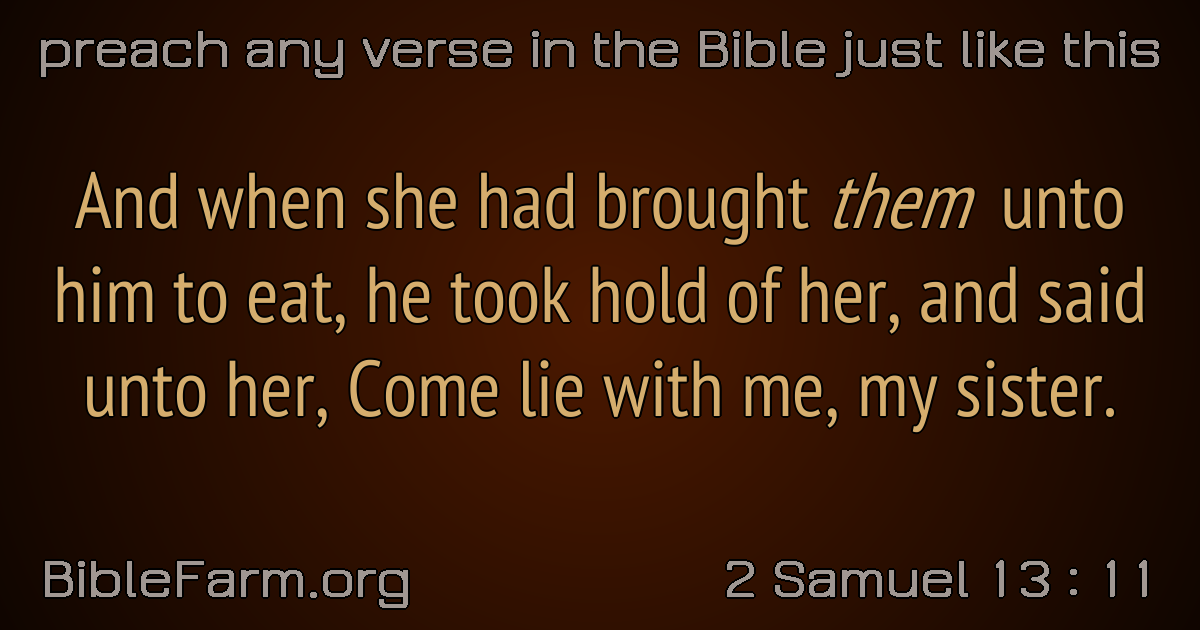 preach any verse in the Bible just like this
And when she had brought them unto
him to eat, he took hold of her, and said
unto her, Come lie with me, my sister.
BibleFarm.org
2 Samuel 13 : 11